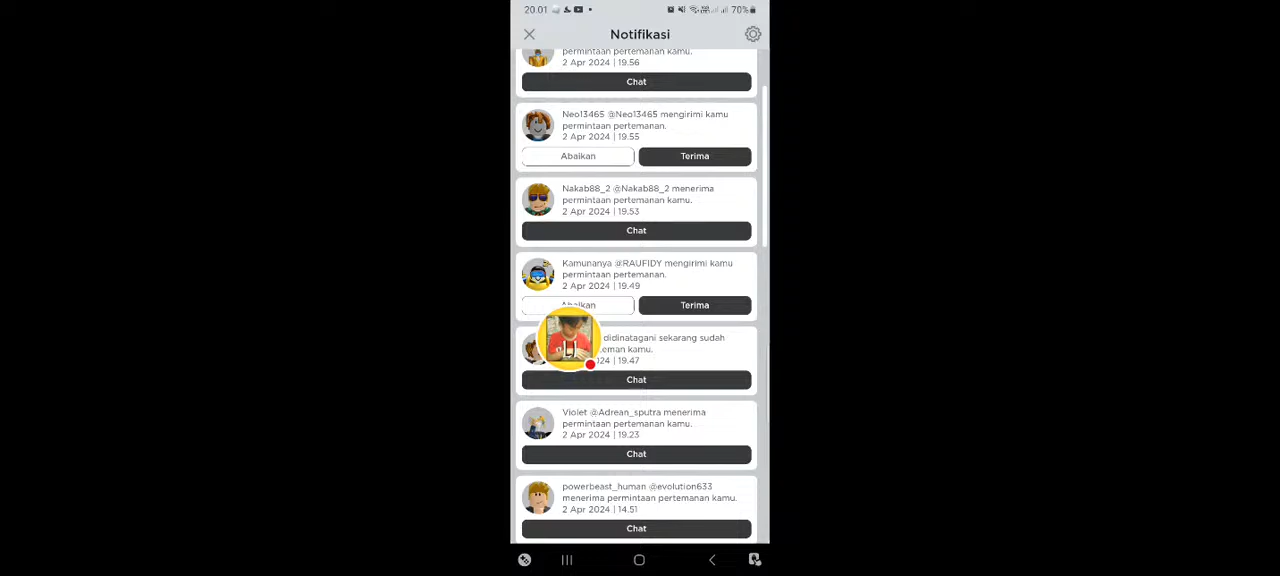 20.01
70%
Notifikasi
permintaan pertemanan kamu.
2 Apr 2024 | 19.56
Chat
Neo13465 @Neo13465 mengirimi kamu
permintaan pertemanan.
2 Apr 2024 | 19.55
Abaikan Terima
Nakab88_2 @Nakab88_2 menerima
permintaan pertemanan kamu.
2 Apr 2024 | 19.53
Chat
Kamunanya @RAUFIDY mengirimi kamu
permintaan pertemanan.
2 Apr 2024 | 19.49
Abaikan Terima
didinatagani sekarang sudah
teman kamu.
24 | 19.47
Chat
Violet @Adrean_sputra menerima
permintaan pertemanan kamu.
2 Apr 2024 | 19.23
Chat
powerbeast_human @evolution633
menerima permintaan pertemanan kamu.
2 Apr 2024 | 14.51
Chat